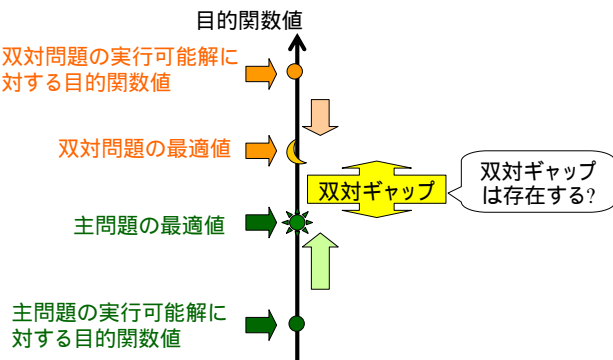 目的関数値
双対問題の実行可能解に
対する目的関数値
双対問題の最適値
双対ギャップ
双対ギャップ
は存在する?
主問題の最適値
主問題の実行可能解に
対する目的関数値